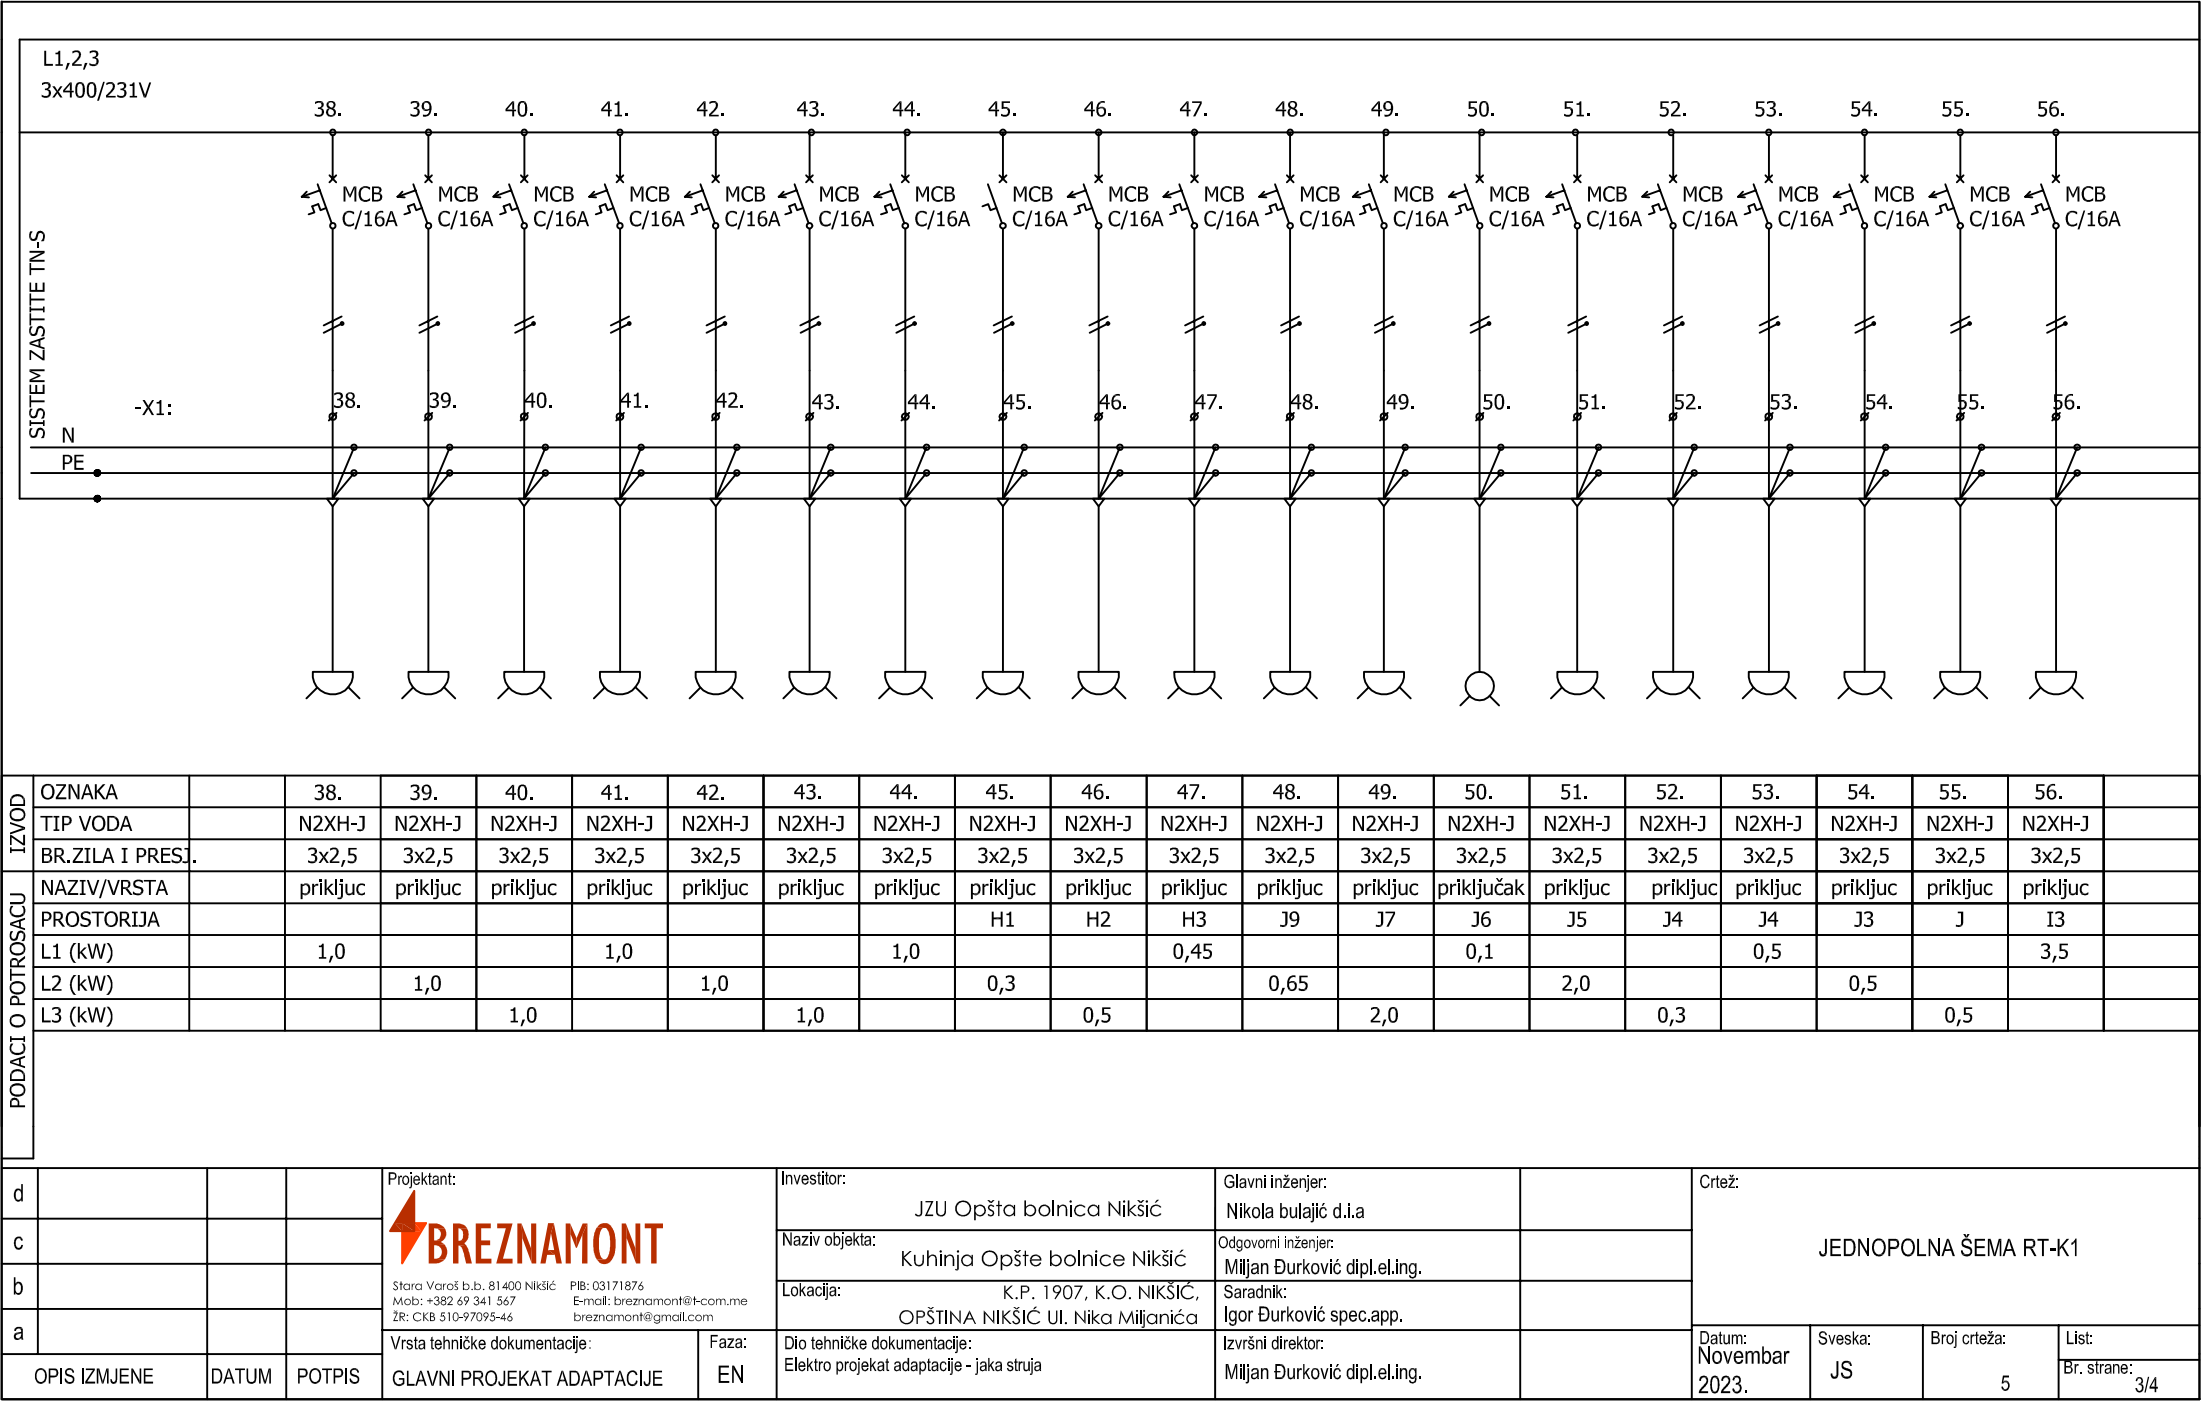 L1,2,3
3x400/231V
38. 39. 40. 41. 42. 43. 44. 45. 46. 47. 48. 49. 50. 51. 52. 53. 54. 55. 56.
MCB MCB MCB MCB MCB MCB MCB MCB MCB MCB MCB MCB MCB MCB MCB MCB MCB MCB MCB
C/16A C/16A C/16A C/16A C/16A C/16A C/16A C/16A C/16A C/16A C/16A C/16A C/16A C/16A C/16A C/16A C/16A C/16A C/16A
SISTEM ZASTITE TN-S
-X1: 38. 39. 40. 41. 42. 43. 44. 45. 46. 47. 48. 49. 50. 51. 52. 53. 54. 55. 56.
N
PE
IZVOD
OZNAKA 38. 39. 40. 41. 42. 43. 44. 45. 46. 47. 48. 49. 50. 51. 52. 53. 54. 55. 56.
TIP VODA N2XH-J N2XH-J N2XH-J N2XH-J N2XH-J N2XH-J N2XH-J N2XH-J N2XH-J N2XH-J N2XH-J N2XH-J N2XH-J N2XH-J N2XH-J N2XH-J N2XH-J N2XH-J N2XH-J
BR.ZILA I PRESJ. 3x2,5 3x2,5 3x2,5 3x2,5 3x2,5 3x2,5 3x2,5 3x2,5 3x2,5 3x2,5 3x2,5 3x2,5 3x2,5 3x2,5 3x2,5 3x2,5 3x2,5 3x2,5 3x2,5
PODACI O POTROSACU
NAZIV/VRSTA prikljuc prikljuc prikljuc prikljuc prikljuc prikljuc prikljuc prikljuc prikljuc prikljuc prikljuc prikljuc priključak prikljuc prikljuc prikljuc prikljuc prikljuc prikljuc
PROSTORIJA H1 H2 H3 J9 J7 J6 J5 J4 J4 J3 J I3
L1 (kW) 1,0 1,0 1,0 0,45 0,1 0,5 3,5
L2 (kW) 1,0 1,0 0,3 0,65 2,0 0,5
L3 (kW) 1,0 1,0 0,5 2,0 0,3 0,5
d
c
b
a
OPIS IZMJENE DATUM POTPIS
Projektant:
BREZNAMONT
Stara Varoš b.b. 81400 Nikšić PIB: 03171876
Mob: +382 69 341 567 E-mail: breznamont@t-com.me
ŽR: CKB 510-97095-46 breznamont@gmail.com
Vrsta tehničke dokumentacije:
GLAVNI PROJEKAT ADAPTACIJE
Faza:
EN
Investitor:
JZU Opšta bolnica Nikšić
Naziv objekta:
Kuhinja Opšte bolnice Nikšić
Lokacija: K.P. 1907, K.O. NIKŠIĆ,
OPŠTINA NIKŠIĆ Ul. Nika Miljanića
Dio tehničke dokumentacije:
Elektro projekat adaptacije - jaka struja
Glavni inženjer:
Nikola bulajić d.i.a
Odgovorni inženjer:
Miljan Đurković dipl.el.ing.
Saradnik:
Igor Đurković spec.app.
Izvršni direktor:
Miljan Đurković dipl.el.ing.
Crtež:
JEDNOPOLNA ŠEMA RT-K1
Datum:
Novembar
2023.
Sveska:
JS
Broj crteža:
5
List:
Br. strane:
3/4